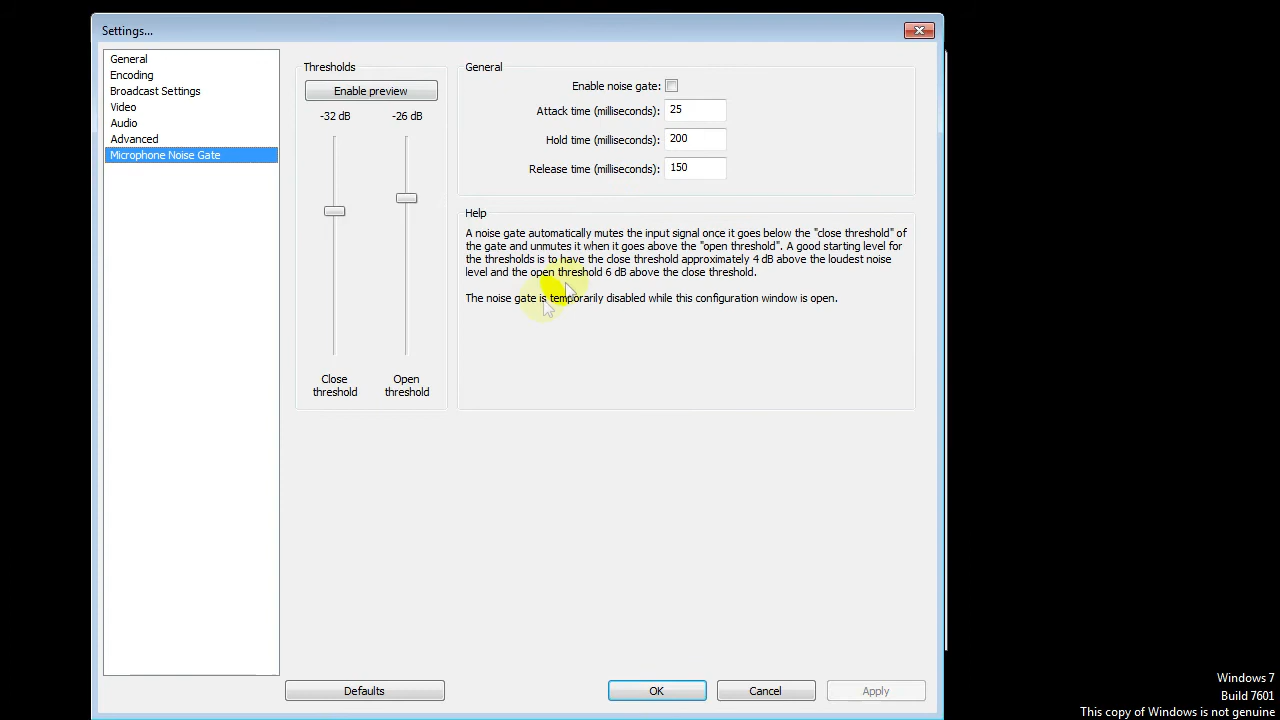 Settings...
General
Encoding
Broadcast Settings
Video
Audio
Advanced
Microphone Noise Gate
Thresholds
Enable preview
-32 dB -26 dB
Close threshold
Open threshold
General
Enable noise gate:
Attack time (milliseconds): 25
Hold time (milliseconds): 200
Release time (milliseconds): 150
Help
A noise gate automatically mutes the input signal once it goes below the "close threshold" of
the gate and unmutes it when it goes above the "open threshold". A good starting level for
the thresholds is to have the close threshold approximately 4 dB above the loudest noise
level and the open threshold 6 dB above the close threshold.
The noise gate is temporarily disabled while this configuration window is open.
Defaults OK Cancel Apply
Windows 7
Build 7601
This copy of Windows is not genuine